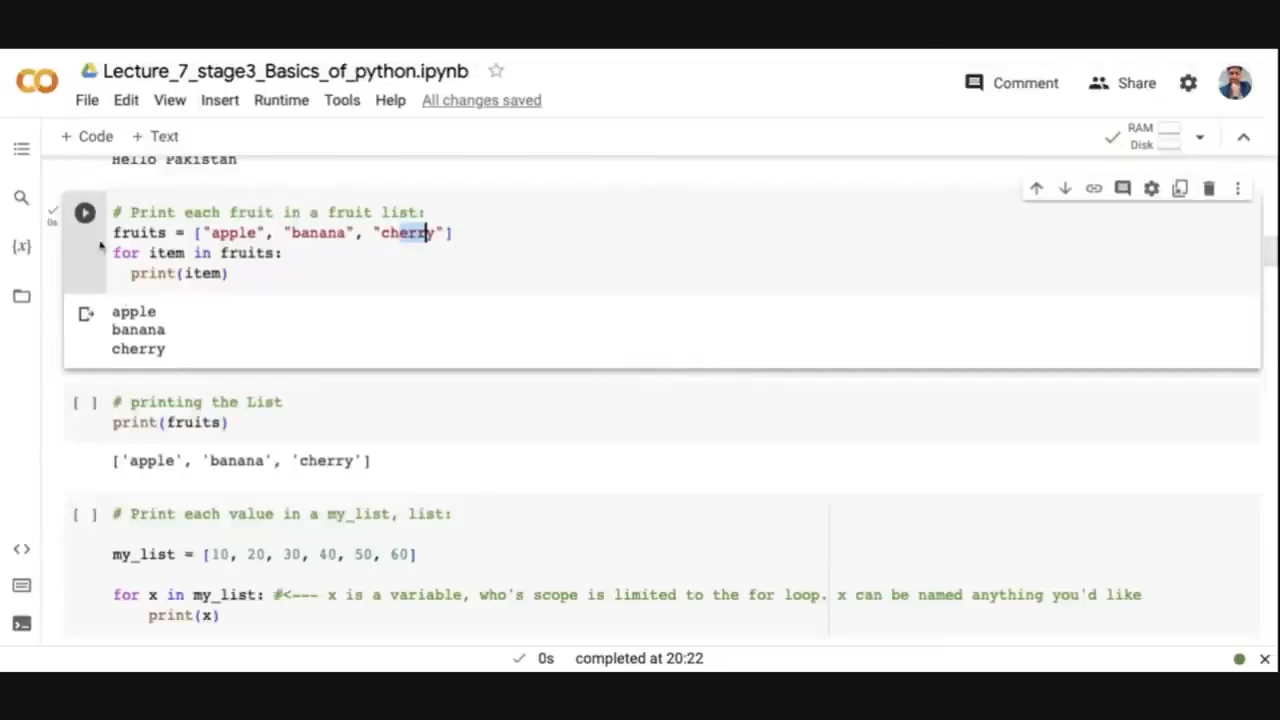 Lecture_7_stage3_Basics_of_python.ipynb
File Edit View Insert Runtime Tools Help All changes saved
Comment Share
+ Code + Text
RAM
Disk
Hello Pakistan
0s
# Print each fruit in a fruit list:
fruits = ["apple", "banana", "cherry"]
for item in fruits:
  print(item)
apple
banana
cherry
[ ] # printing the List
print(fruits)
['apple', 'banana', 'cherry']
[ ] # Print each value in a my_list, list:
my_list = [10, 20, 30, 40, 50, 60]
for x in my_list: #<--- x is a variable, who's scope is limited to the for loop. x can be named anything you'd like
    print(x)
0s completed at 20:22